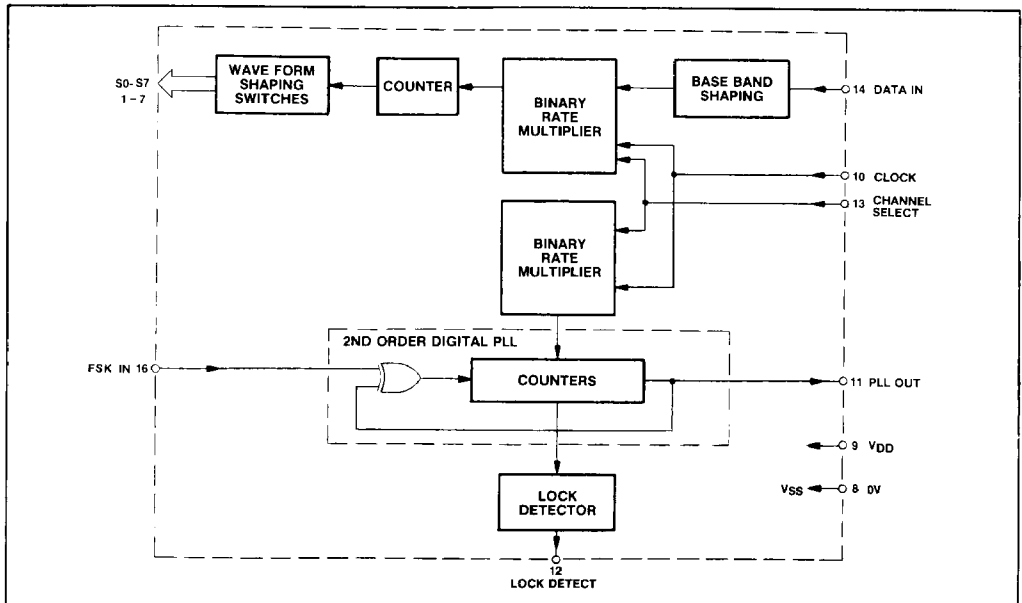 S0-S7
1-7
WAVE FORM
SHAPING
SWITCHES
COUNTER
BINARY
RATE
MULTIPLIER
BASE BAND
SHAPING
14 DATA IN
10 CLOCK
13 CHANNEL
SELECT
BINARY
RATE
MULTIPLIER
2ND ORDER DIGITAL PLL
FSK IN 16
COUNTERS
11 PLL OUT
9 VDD
VSS
8 0V
LOCK
DETECTOR
12
LOCK DETECT